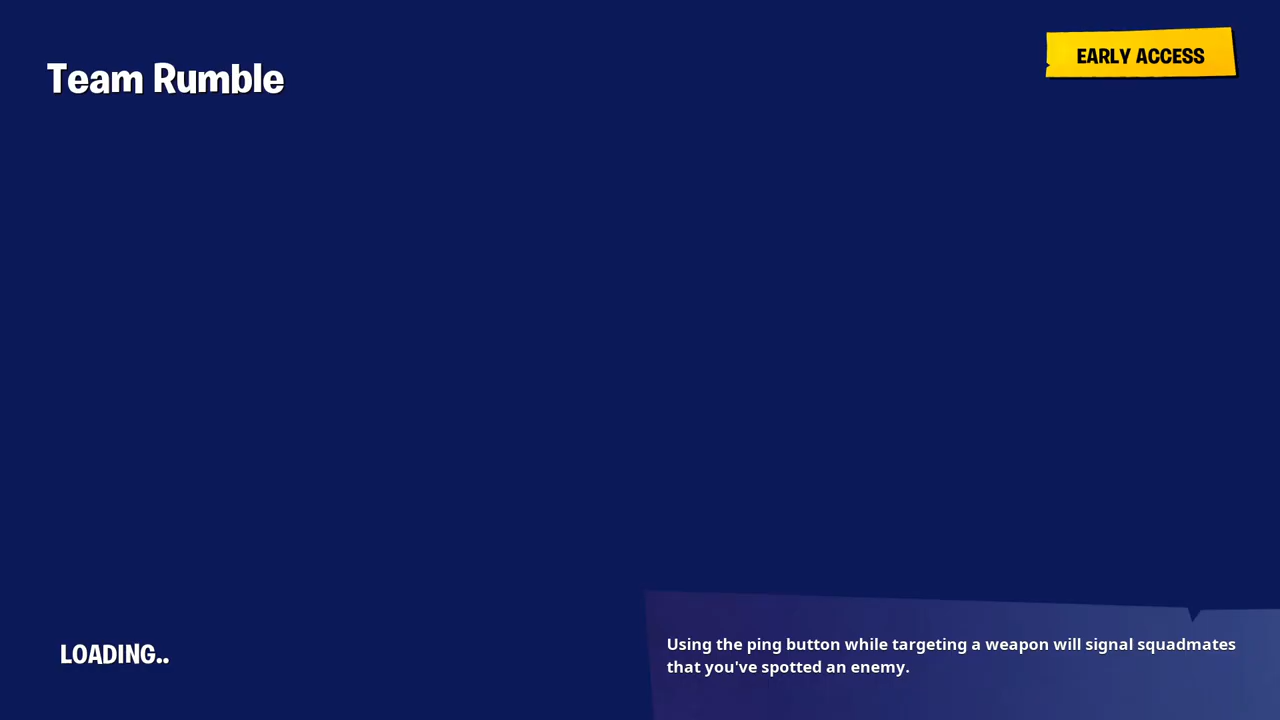 Team Rumble
EARLY ACCESS
LOADING..
Using the ping button while targeting a weapon will signal squadmates
that you've spotted an enemy.